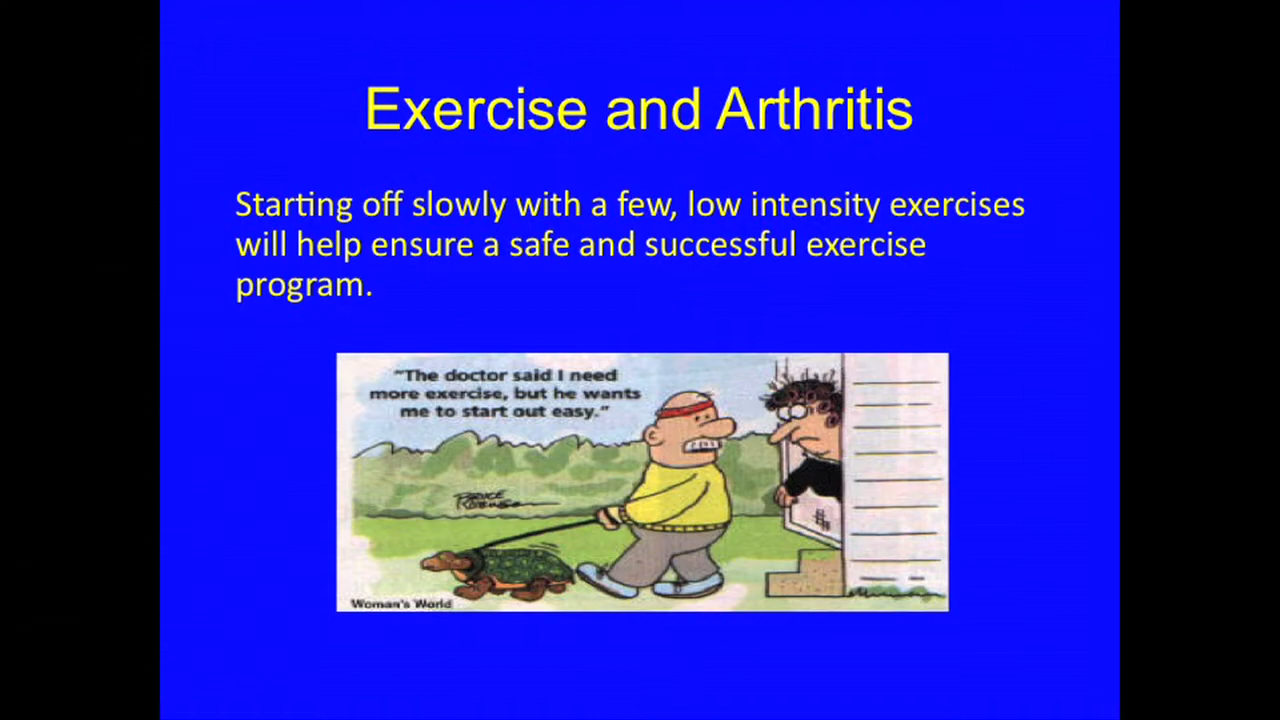 Exercise and Arthritis
Starting off slowly with a few, low intensity exercises
will help ensure a safe and successful exercise
program.
"The doctor said I need
more exercise, but he wants
me to start out easy."
Woman's World